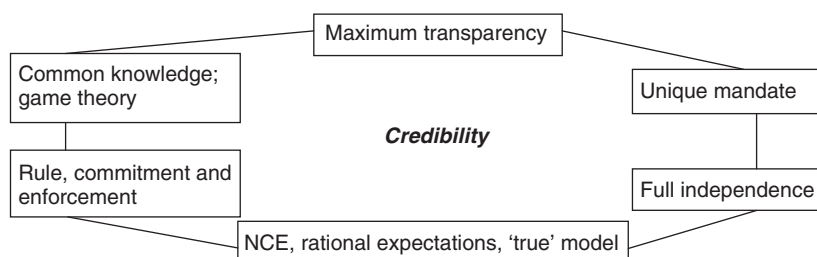 Maximum transparency
Common knowledge;
game theory
Unique mandate
Credibility
Rule, commitment and
enforcement
Full independence
NCE, rational expectations, ‘true’ model